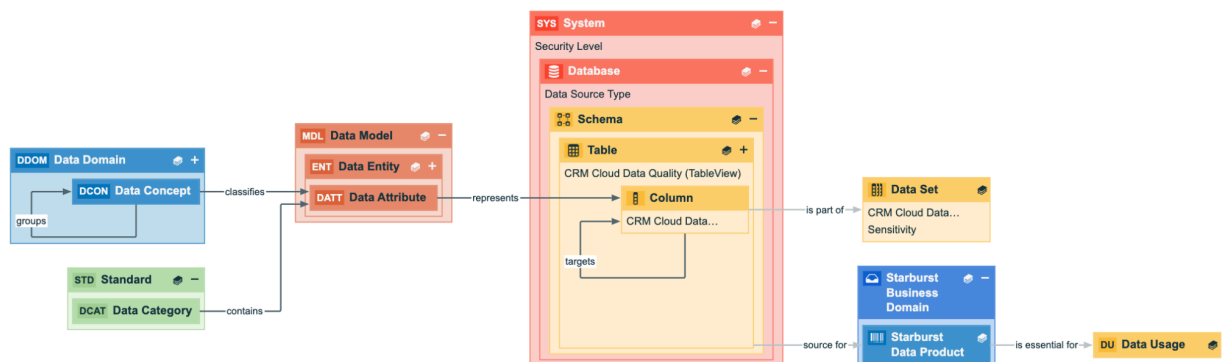 SYS System
Security Level
Database
Data Source Type
Schema
Table
CRM Cloud Data Quality (TableView)
Column
CRM Cloud Data…
targets
MDL Data Model
ENT Data Entity
DATT Data Attribute
represents
DDOM Data Domain
DCON Data Concept
groups
classifies
STD Standard
DCAT Data Category
contains
is part of
Data Set
CRM Cloud Data…
Sensitivity
source for
Starburst
Business
Domain
Starburst
Data Product
is essential for
DU Data Usage